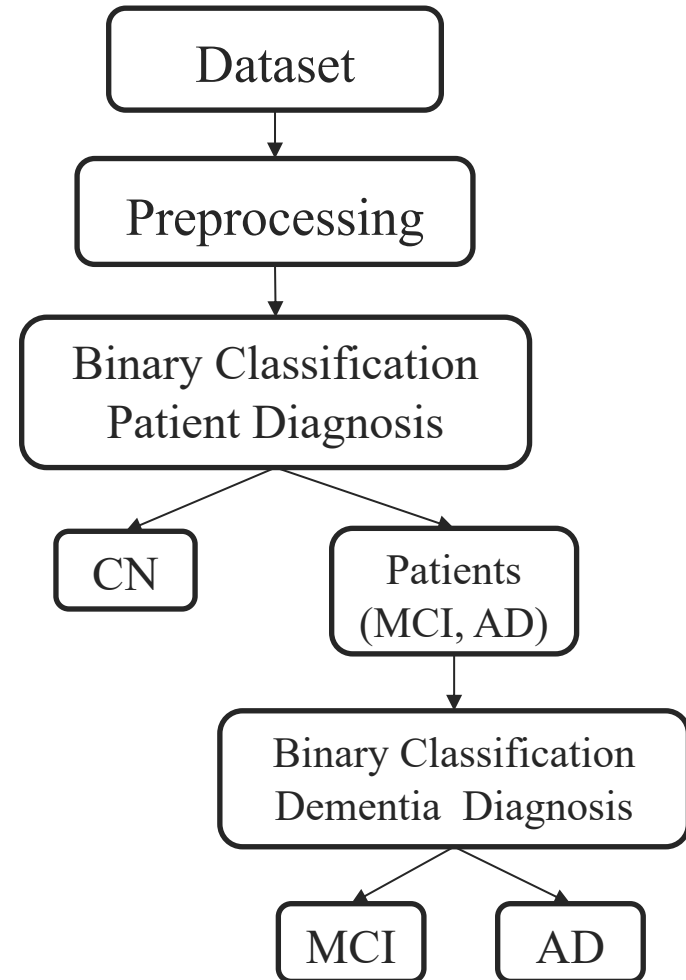 Dataset
Preprocessing
Binary Classification
Patient Diagnosis
CN
Patients
(MCI, AD)
Binary Classification
Dementia Diagnosis
MCI
AD